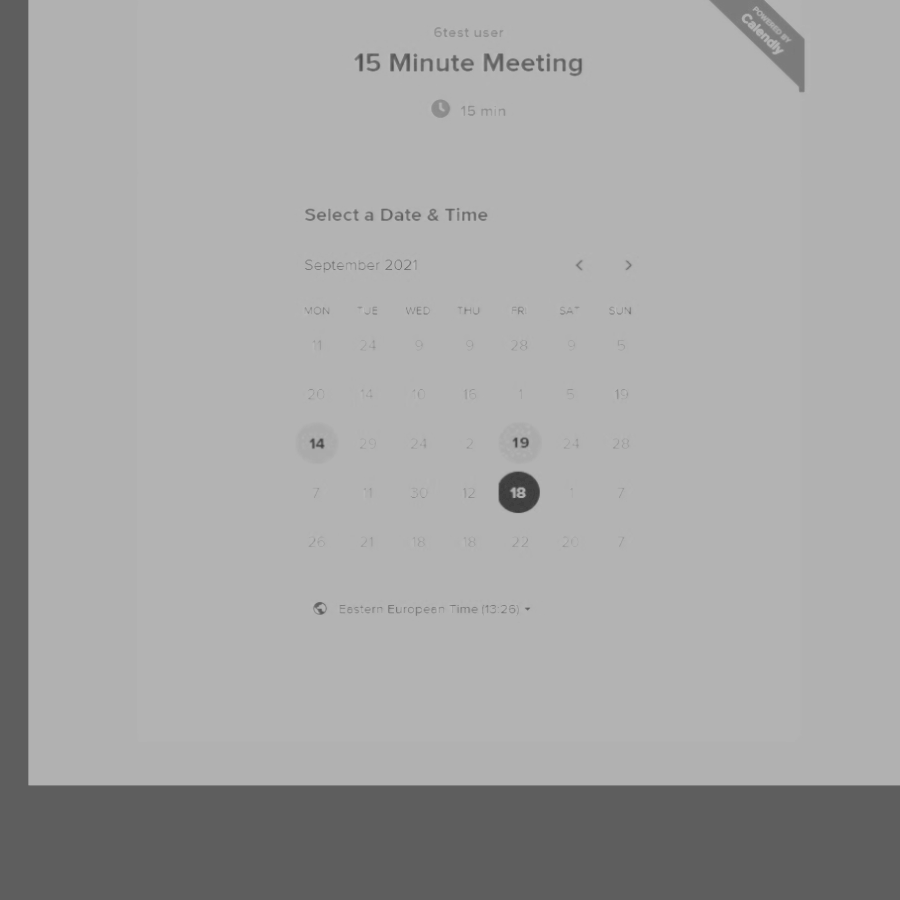 POWERED BY
Calendly
6test user
15 Minute Meeting
15 min
Select a Date & Time
September 2021
MON TUE WED THU FRI SAT SUN
11 24 9 9 28 9 5
20 14 10 16 1 5 19
14 29 24 2 19 24 28
7 11 30 12 18 1 7
26 21 18 18 22 20 7
Eestern Europeen Time (13:26)